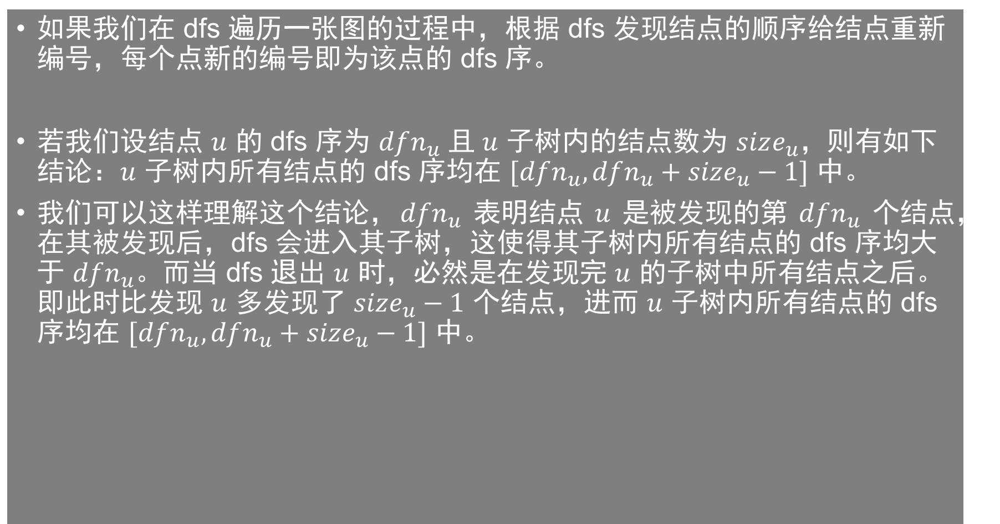 • 如果我们在 dfs 遍历一张图的过程中，根据 dfs 发现结点的顺序给结点重新
编号，每个点新的编号即为该点的 dfs 序。
• 若我们设结点 $u$ 的 dfs 序为 $dfn_u$ 且 $u$ 子树内的结点数为 $size_u$，则有如下
结论：$u$ 子树内所有结点的 dfs 序均在 $[dfn_u, dfn_u + size_u - 1]$ 中。
• 我们可以这样理解这个结论，$dfn_u$ 表明结点 $u$ 是被发现的第 $dfn_u$ 个结点，
在其被发现后，dfs 会进入其子树，这使得其子树内所有结点的 dfs 序均大
于 $dfn_u$。而当 dfs 退出 $u$ 时，必然是在发现完 $u$ 的子树中所有结点之后。
即此时比发现 $u$ 多发现了 $size_u - 1$ 个结点，进而 $u$ 子树内所有结点的 dfs
序均在 $[dfn_u, dfn_u + size_u - 1]$ 中。